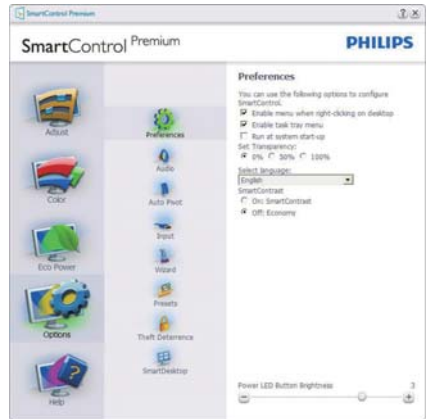 SmartControl Premium
SmartControl Premium
PHILIPS
Adjust
Color
Eco Power
Options
Help
Preferences
Audio
Auto Pivot
Input
Wizard
Presets
Theft Deterrence
SmartDesktop
Preferences
You can use the following options to configure
SmartControl.
Enable menu when right-clicking on desktop
Enable task tray menu
Run at system start-up
Set Transparency:
0% 50% 100%
Select language:
English
SmartContrast
On: SmartContrast
Off: Economy
Power LED Button Brightness 3